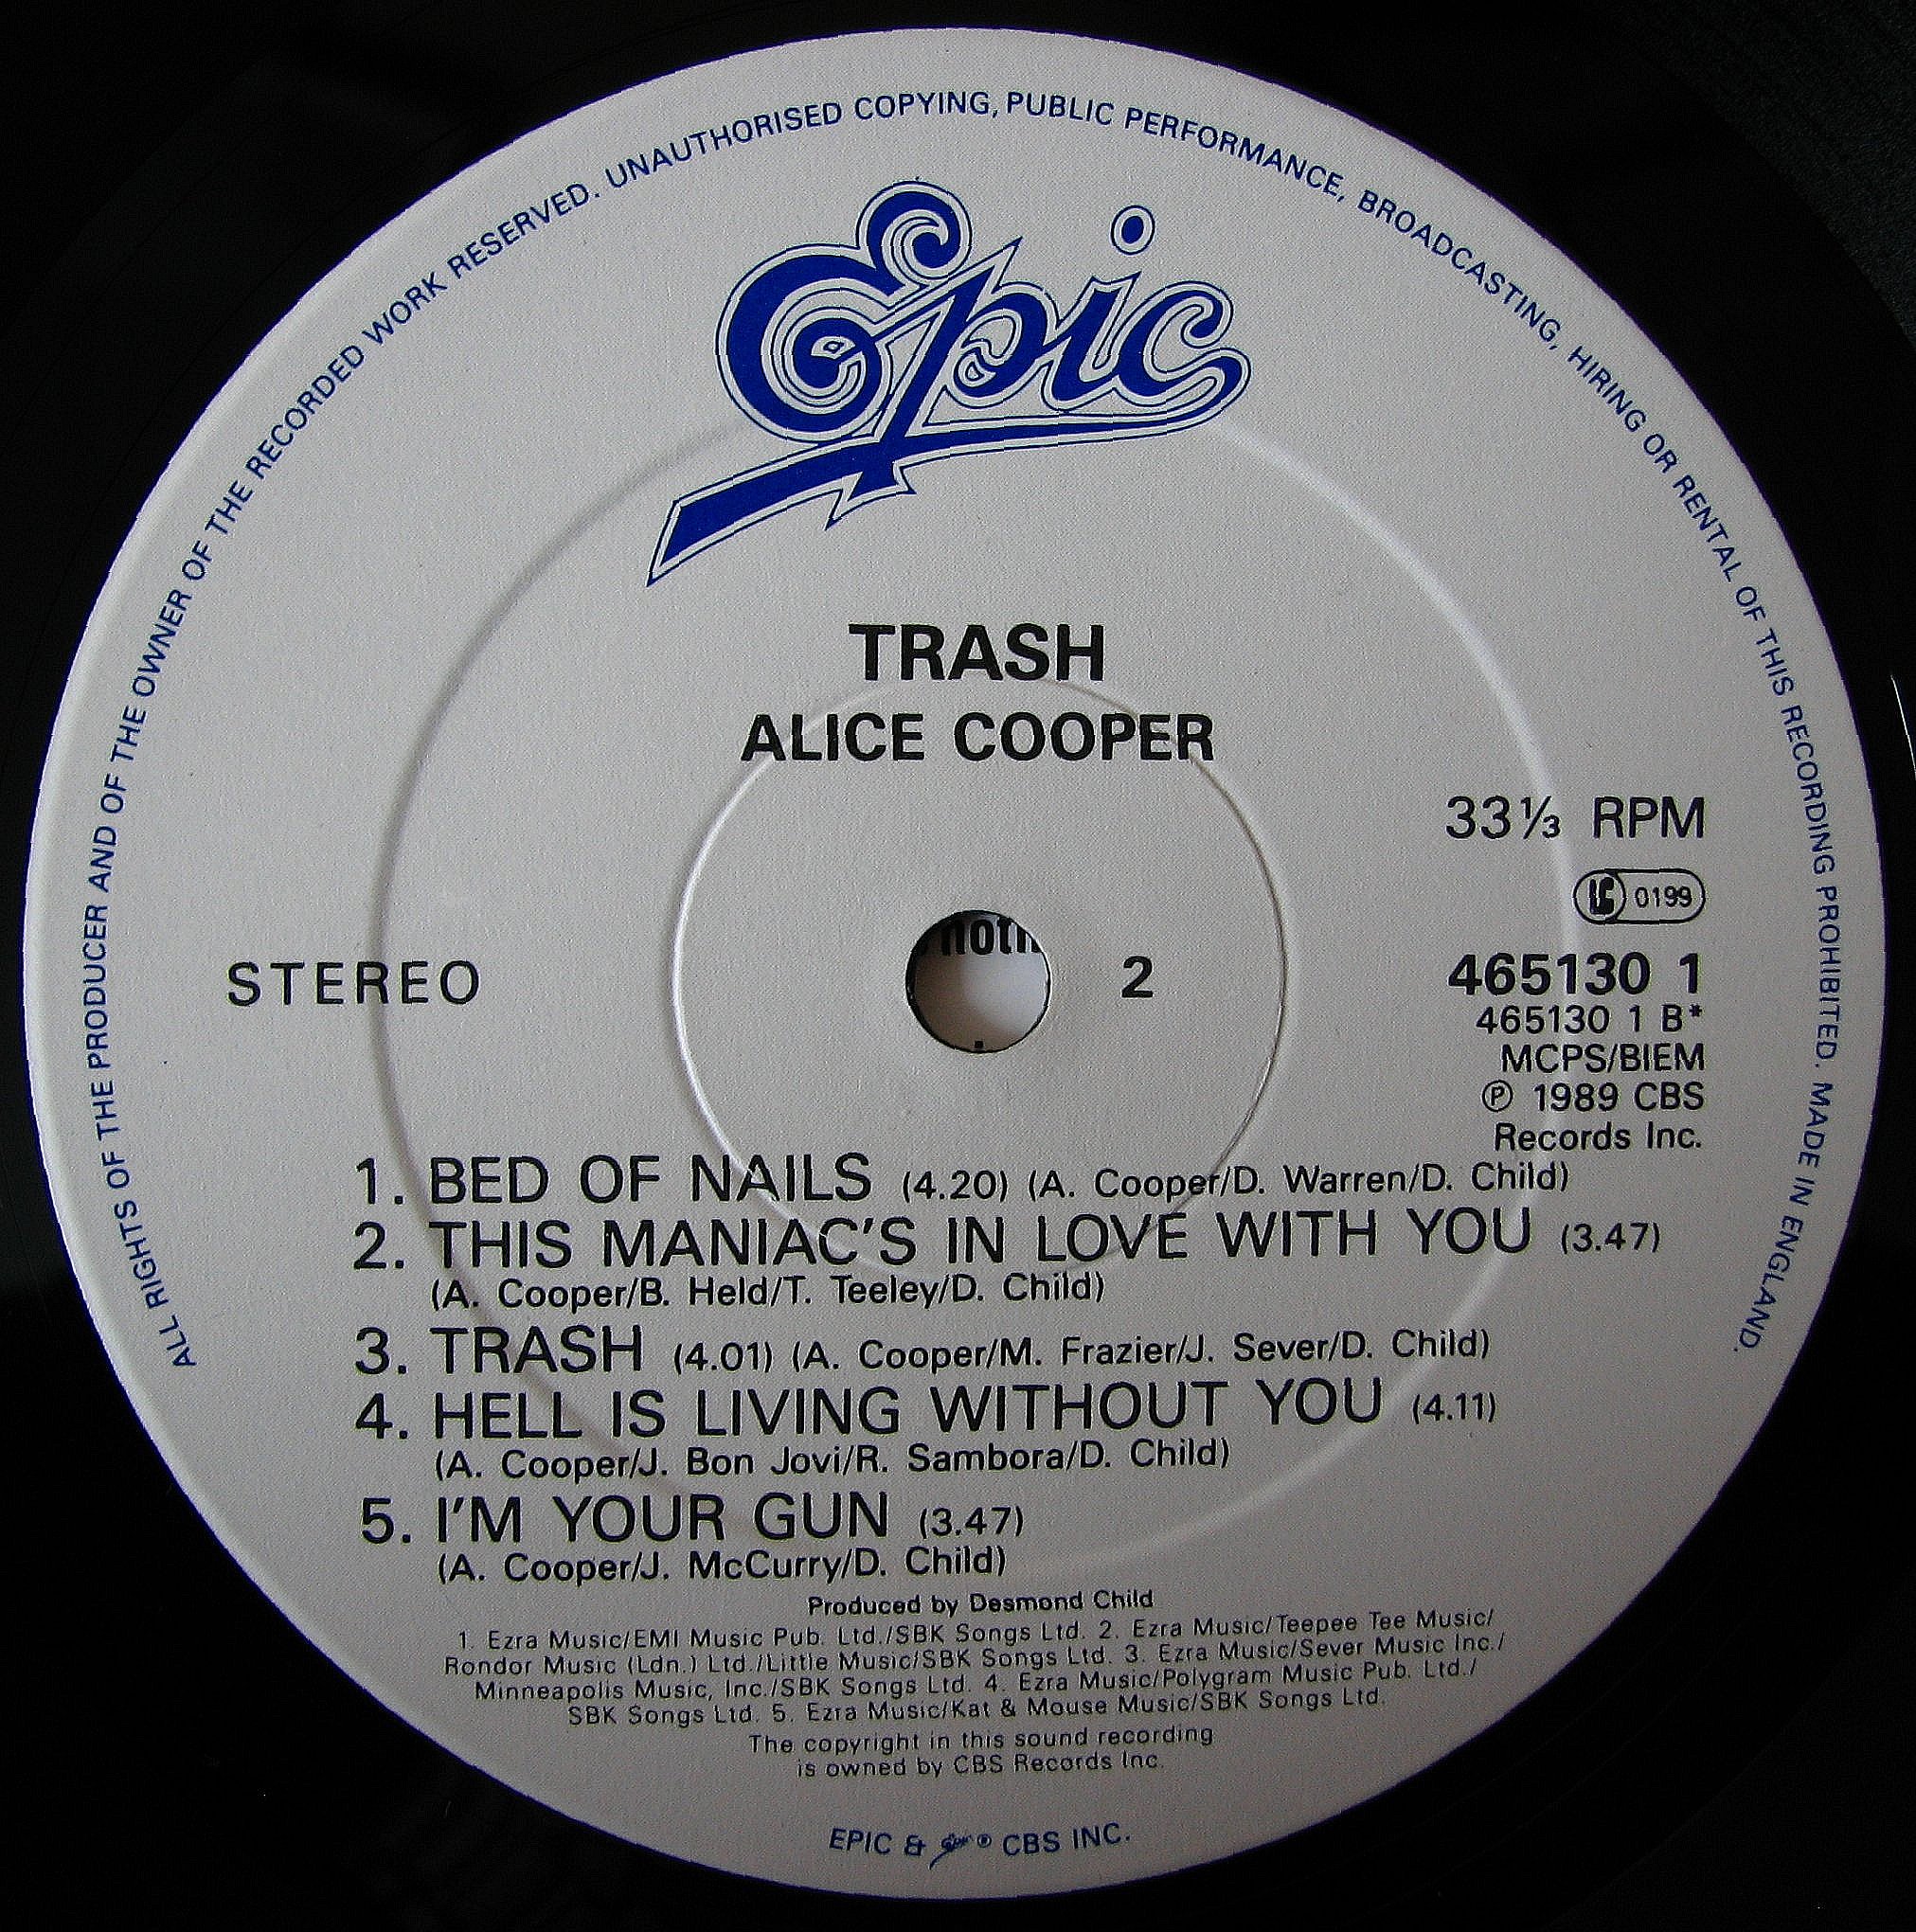 ALL RIGHTS OF THE PRODUCER AND OF THE OWNER OF THE RECORDED WORK RESERVED. UNAUTHORISED COPYING, PUBLIC PERFORMANCE, BROADCASTING, HIRING OR RENTAL OF THIS RECORDING PROHIBITED. MADE IN ENGLAND.
Epic
TRASH
ALICE COOPER
33⅓ RPM
LC 0199
STEREO
2
465130 1
465130 1 B*
MCPS/BIEM
℗ 1989 CBS
Records Inc.
1. BED OF NAILS (4.20) (A. Cooper/D. Warren/D. Child)
2. THIS MANIAC'S IN LOVE WITH YOU (3.47)
(A. Cooper/B. Held/T. Teeley/D. Child)
3. TRASH (4.01) (A. Cooper/M. Frazier/J. Sever/D. Child)
4. HELL IS LIVING WITHOUT YOU (4.11)
(A. Cooper/J. Bon Jovi/R. Sambora/D. Child)
5. I'M YOUR GUN (3.47)
(A. Cooper/J. McCurry/D. Child)
Produced by Desmond Child
1. Ezra Music/EMI Music Pub. Ltd./SBK Songs Ltd. 2. Ezra Music/Teepee Tee Music/
Rondor Music (Ldn.) Ltd./Little Music/SBK Songs Ltd. 3. Ezra Music/Sever Music Inc./
Minneapolis Music, Inc./SBK Songs Ltd. 4. Ezra Music/Polygram Music Pub. Ltd./
SBK Songs Ltd. 5. Ezra Music/Kat & Mouse Music/SBK Songs Ltd.
The copyright in this sound recording
is owned by CBS Records Inc.
EPIC & Epic ® CBS INC.